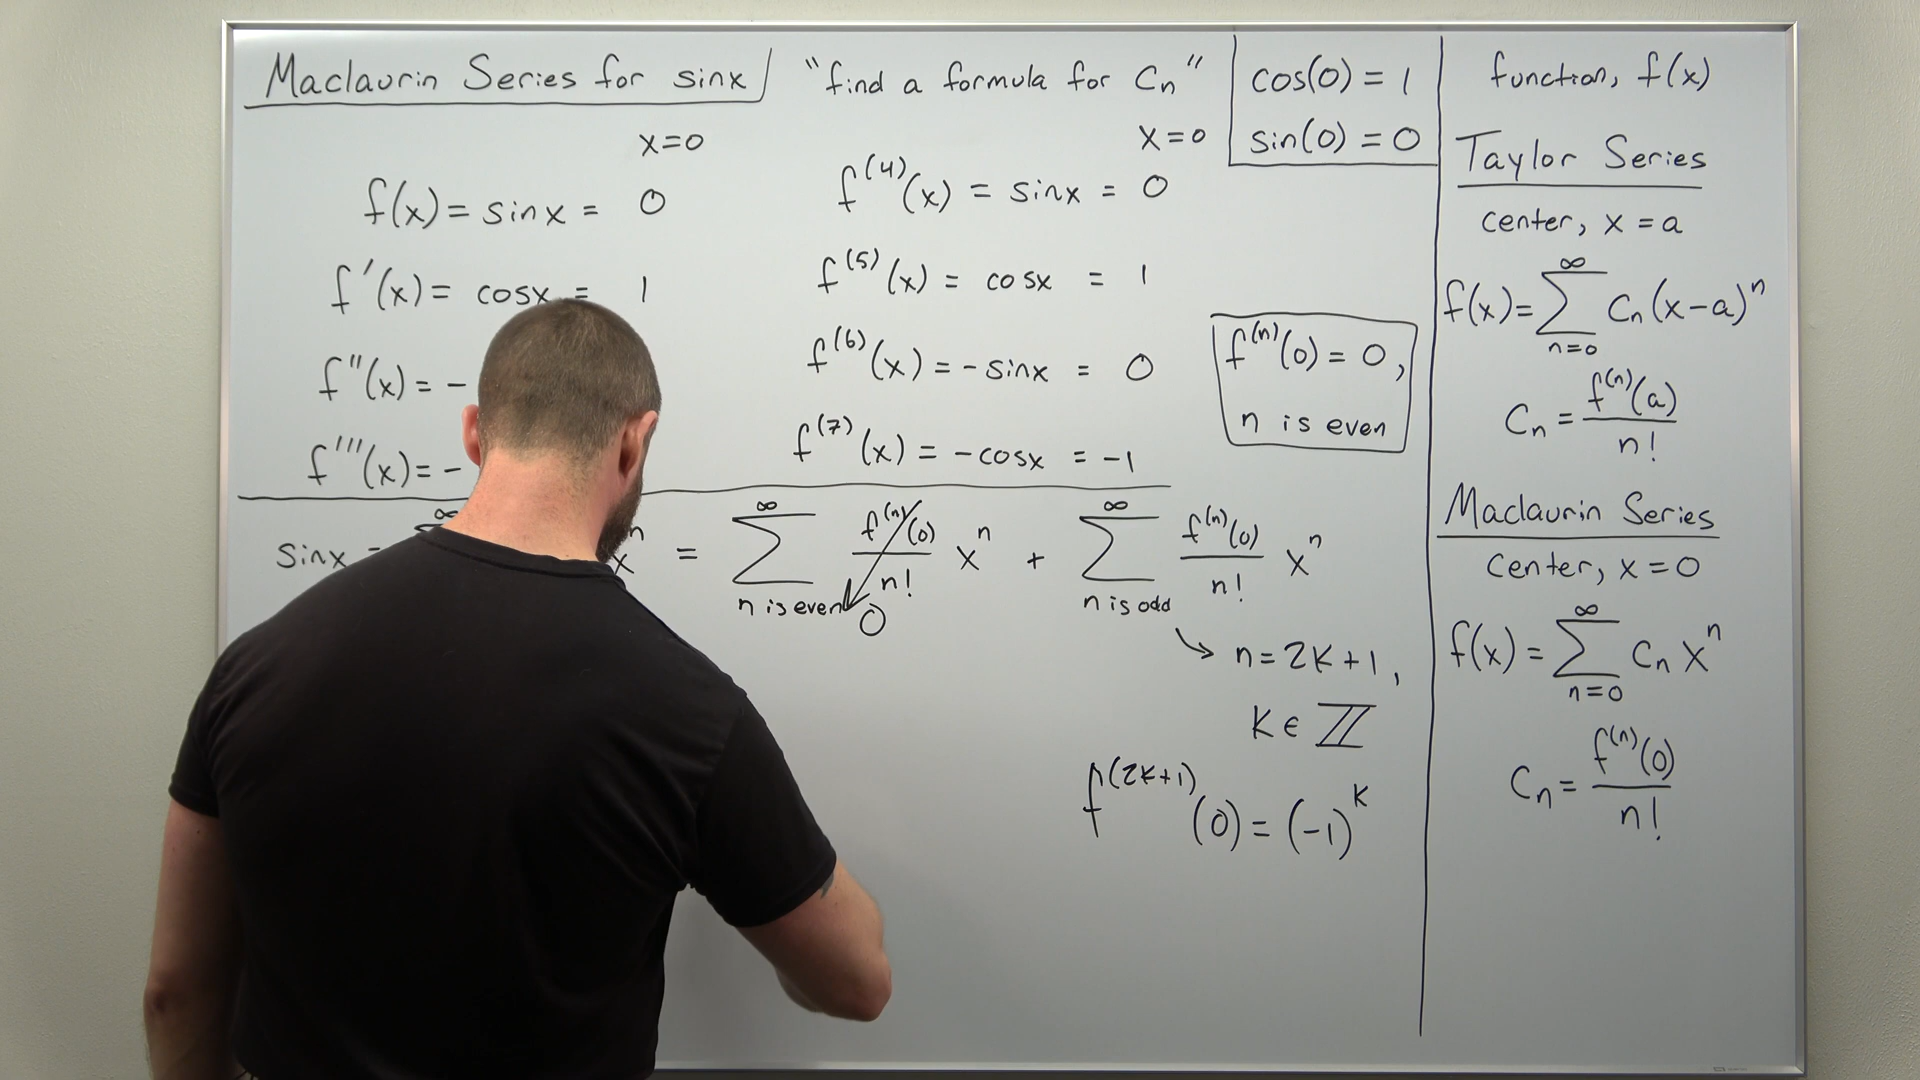 Maclaurin Series for sinx
"find a formula for Cn"
cos(0) = 1
sin(0) = 0
x=0
f(x) = sinx = 0
f'(x) = cosx = 1
f''(x) = -
f'''(x) = -
x=0
f^(4)(x) = sinx = 0
f^(5)(x) = cosx = 1
f^(6)(x) = -sinx = 0
f^(7)(x) = -cosx = -1
f^(n)(0) = 0,
n is even
sinx = ∞ x^n = ∑ n is even ∞ f^(n)(0)/n! x^n + ∑ n is odd ∞ f^(n)(0)/n! x^n
0
→ n=2K+1,
K ∈ ℤ
f^(2K+1)(0) = (-1)^K
function, f(x)
Taylor Series
center, x = a
f(x) = ∑ n=0 ∞ Cn (x-a)^n
Cn = f^(n)(a)/n!
Maclaurin Series
center, x = 0
f(x) = ∑ n=0 ∞ Cn x^n
Cn = f^(n)(0)/n!